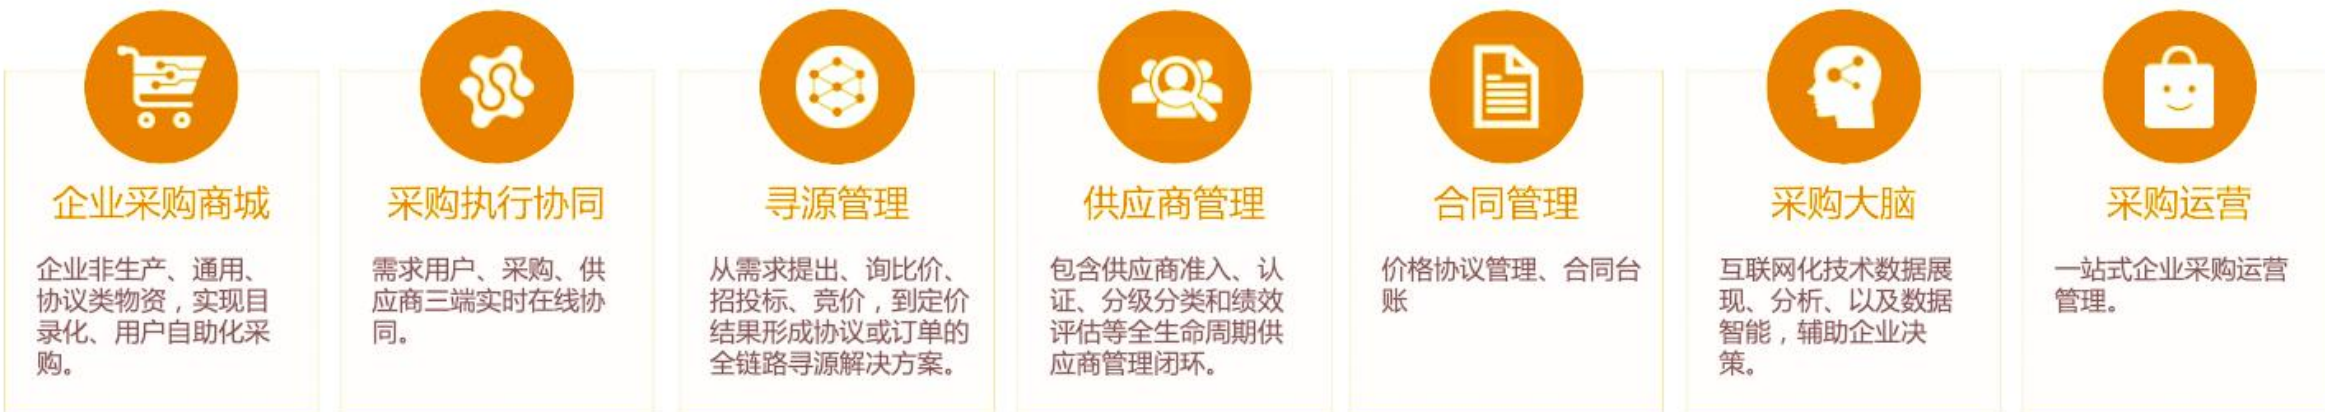 企业采购商城
企业非生产、通用、
协议类物资，实现目
录化、用户自助化采
购。
采购执行协同
需求用户、采购、供
应商三端实时在线协
同。
寻源管理
从需求提出、询比价、
招投标、竞价，到定价
结果形成协议或订单的
全链路寻源解决方案。
供应商管理
包含供应商准入、认
证、分级分类和绩效
评估等全生命周期供
应商管理闭环。
合同管理
价格协议管理、合同台
账
采购大脑
互联网化技术数据展
现、分析、以及数据
智能，辅助企业决
策。
采购运营
一站式企业采购运营
管理。